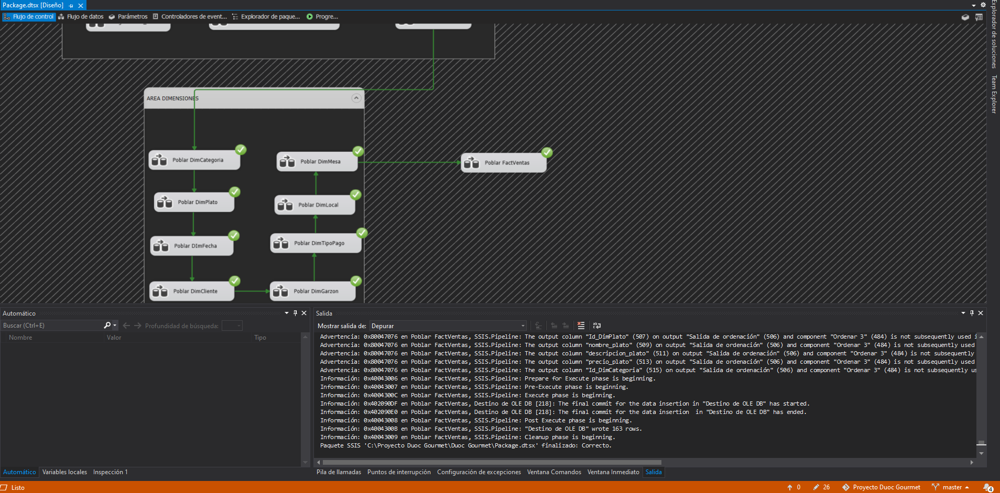 Package.dtsx [Diseño]
Flujo de control
Flujo de datos
Parámetros
Controladores de event...
Explorador de paque...
Progre...
Explorador de soluciones
Team Explorer
AREA DIMENSIONES
Poblar DimCategoria
Poblar DimMesa
Poblar FactVentas
Poblar DimPlato
Poblar DimLocal
Poblar DImFecha
Poblar DimTipoPago
Poblar DimCliente
Poblar DimGarzon
Automático
Buscar (Ctrl+E)
Profundidad de búsqueda:
Nombre Valor Tipo
Automático Variables locales Inspección 1
Salida
Mostrar salida de: Depurar
Advertencia: 0x80047076 en Poblar FactVentas, SSIS.Pipeline: The output column "Id_DimPlato" (507) on output "Salida de ordenación" (506) and component "Ordenar 3" (484) is not subsequently used i
Advertencia: 0x80047076 en Poblar FactVentas, SSIS.Pipeline: The output column "nombre_plato" (509) on output "Salida de ordenación" (506) and component "Ordenar 3" (484) is not subsequently used
Advertencia: 0x80047076 en Poblar FactVentas, SSIS.Pipeline: The output column "descripcion_plato" (511) on output "Salida de ordenación" (506) and component "Ordenar 3" (484) is not subsequently
Advertencia: 0x80047076 en Poblar FactVentas, SSIS.Pipeline: The output column "precio_plato" (513) on output "Salida de ordenación" (506) and component "Ordenar 3" (484) is not subsequently used
Advertencia: 0x80047076 en Poblar FactVentas, SSIS.Pipeline: The output column "Id_DimCategoria" (515) on output "Salida de ordenación" (506) and component "Ordenar 3" (484) is not subsequently us
Información: 0x40043006 en Poblar FactVentas, SSIS.Pipeline: Prepare for Execute phase is beginning.
Información: 0x40043007 en Poblar FactVentas, SSIS.Pipeline: Pre-Execute phase is beginning.
Información: 0x4004300C en Poblar FactVentas, SSIS.Pipeline: Execute phase is beginning.
Información: 0x402090DF en Poblar FactVentas, Destino de OLE DB [218]: The final commit for the data insertion in "Destino de OLE DB" has started.
Información: 0x402090E0 en Poblar FactVentas, Destino de OLE DB [218]: The final commit for the data insertion  in "Destino de OLE DB" has ended.
Información: 0x40043008 en Poblar FactVentas, SSIS.Pipeline: Post Execute phase is beginning.
Información: 0x4004300B en Poblar FactVentas, SSIS.Pipeline: "Destino de OLE DB" wrote 163 rows.
Información: 0x40043009 en Poblar FactVentas, SSIS.Pipeline: Cleanup phase is beginning.
Paquete SSIS 'C:\Proyecto Duoc Gourmet\Duoc Gourmet\Package.dtsx' finalizado: Correcto.
Pila de llamadas Puntos de interrupción Configuración de excepciones Ventana Comandos Ventana Inmediato Salida
Listo 0 26 Proyecto Duoc Gourmet master 4